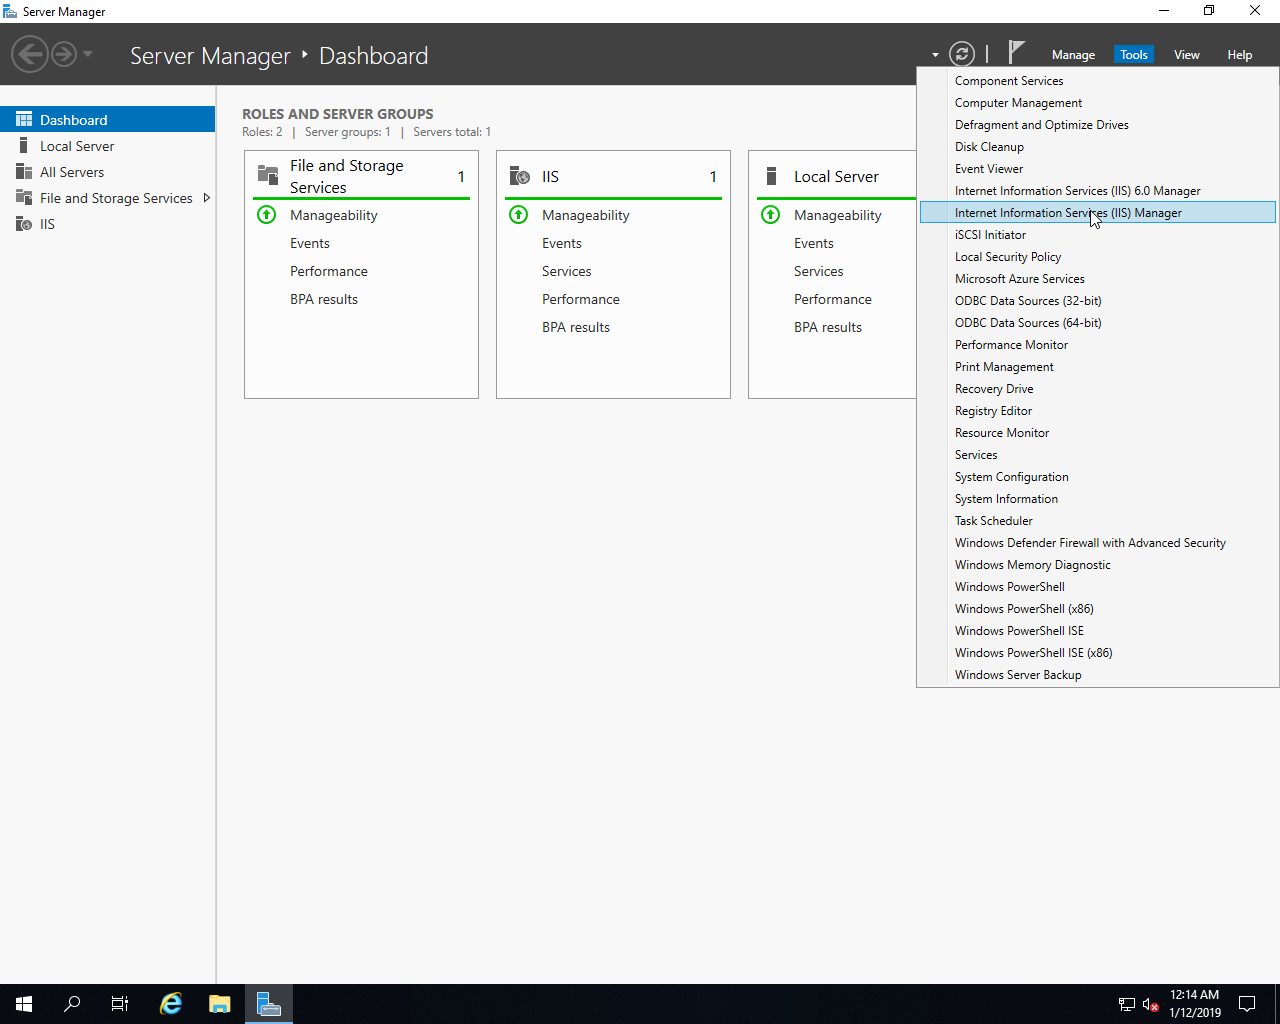 Server Manager
Server Manager ‣ Dashboard
Manage
Tools
View
Help
Dashboard
Local Server
All Servers
File and Storage Services
IIS
ROLES AND SERVER GROUPS
Roles: 2 | Server groups: 1 | Servers total: 1
File and Storage Services 1
Manageability
Events
Performance
BPA results
IIS 1
Manageability
Events
Services
Performance
BPA results
Local Server
Manageability
Events
Services
Performance
BPA results
Component Services
Computer Management
Defragment and Optimize Drives
Disk Cleanup
Event Viewer
Internet Information Services (IIS) 6.0 Manager
Internet Information Services (IIS) Manager
iSCSI Initiator
Local Security Policy
Microsoft Azure Services
ODBC Data Sources (32-bit)
ODBC Data Sources (64-bit)
Performance Monitor
Print Management
Recovery Drive
Registry Editor
Resource Monitor
Services
System Configuration
System Information
Task Scheduler
Windows Defender Firewall with Advanced Security
Windows Memory Diagnostic
Windows PowerShell
Windows PowerShell (x86)
Windows PowerShell ISE
Windows PowerShell ISE (x86)
Windows Server Backup
12:14 AM
1/12/2019